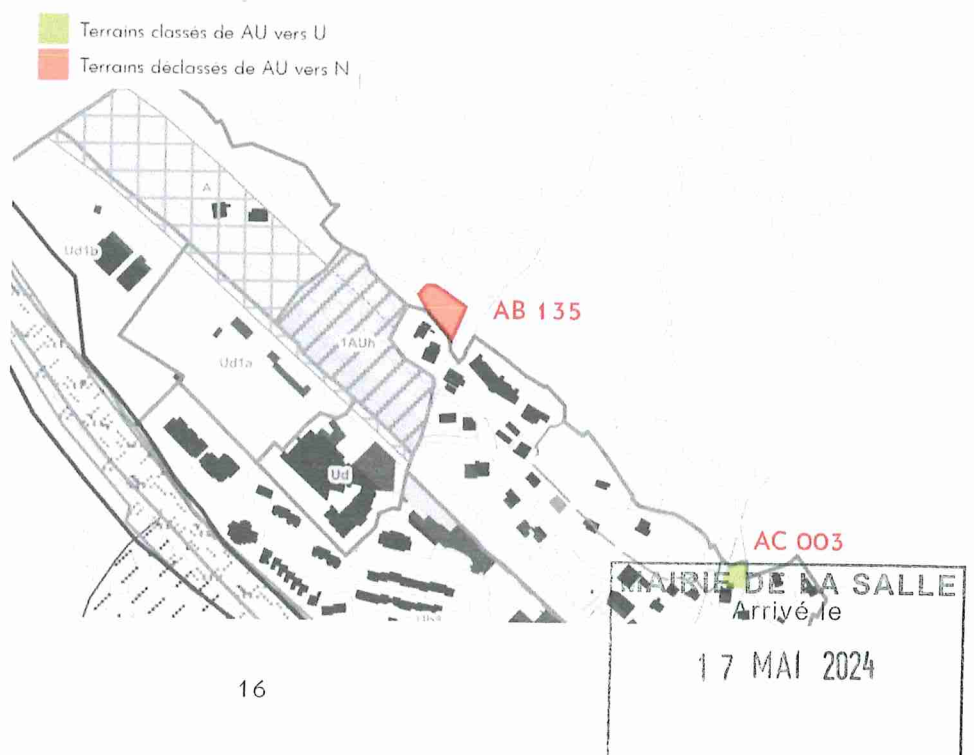 Terrains classés de AU vers U
Terrains déclassés de AU vers N
A
Ud1b
AB 135
1AUh
Ud1a
Ud
AC 003
MAIRIE DE LA SALLE
Arrivé le
17 MAI 2024
16